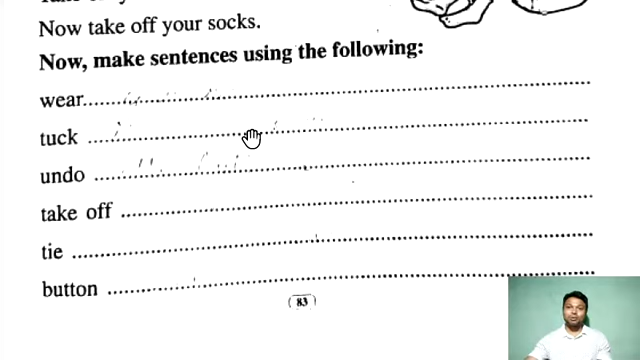 Now take off your socks.
Now, make sentences using the following:
wear
tuck
undo
take off
tie
button
83